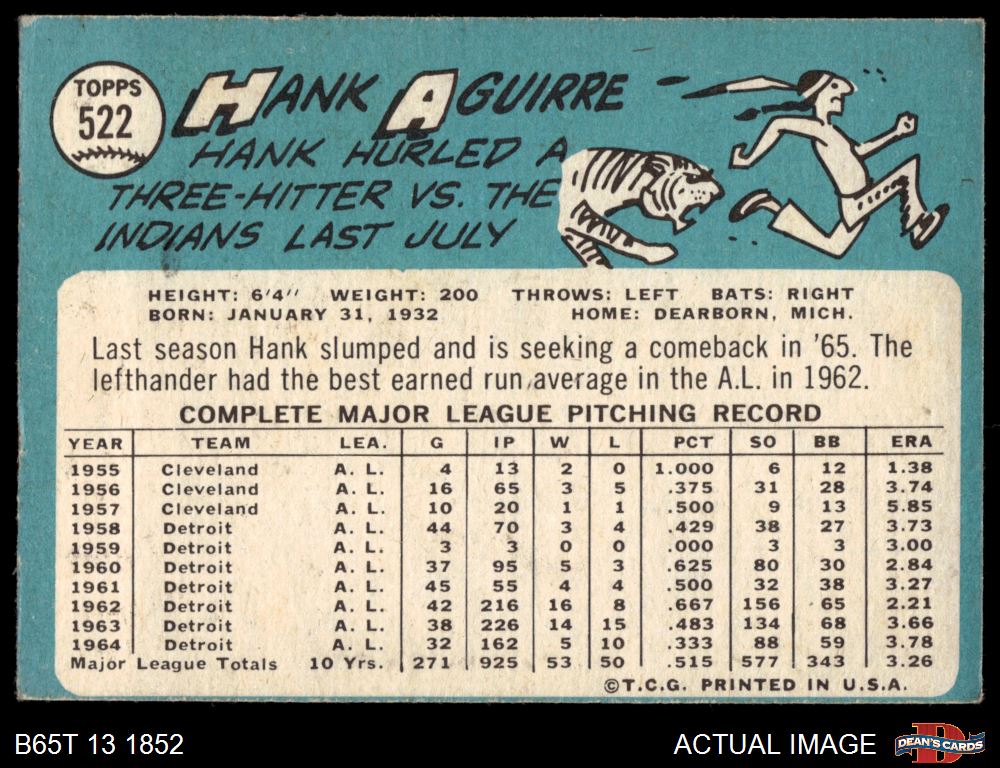 TOPPS
522
HANK AGUIRRE
HANK HURLED A
THREE-HITTER VS. THE
INDIANS LAST JULY
HEIGHT: 6'4" WEIGHT: 200 THROWS: LEFT BATS: RIGHT
BORN: JANUARY 31, 1932 HOME: DEARBORN, MICH.
Last season Hank slumped and is seeking a comeback in '65. The
lefthander had the best earned run average in the A.L. in 1962.
COMPLETE MAJOR LEAGUE PITCHING RECORD
YEAR TEAM LEA. G IP W L PCT SO BB ERA
1955 Cleveland A. L. 4 13 2 0 1.000 6 12 1.38
1956 Cleveland A. L. 16 65 3 5 .375 31 28 3.74
1957 Cleveland A. L. 10 20 1 1 .500 9 13 5.85
1958 Detroit A. L. 44 70 3 4 .429 38 27 3.73
1959 Detroit A. L. 3 3 0 0 .000 3 3 3.00
1960 Detroit A. L. 37 95 5 3 .625 80 30 2.84
1961 Detroit A. L. 45 55 4 4 .500 32 38 3.27
1962 Detroit A. L. 42 216 16 8 .667 156 65 2.21
1963 Detroit A. L. 38 226 14 15 .483 134 68 3.66
1964 Detroit A. L. 32 162 5 10 .333 88 59 3.78
Major League Totals 10 Yrs. 271 925 53 50 .515 577 343 3.26
©T.C.G. PRINTED IN U.S.A.
B65T 13 1852 ACTUAL IMAGE DEAN'S CARDS